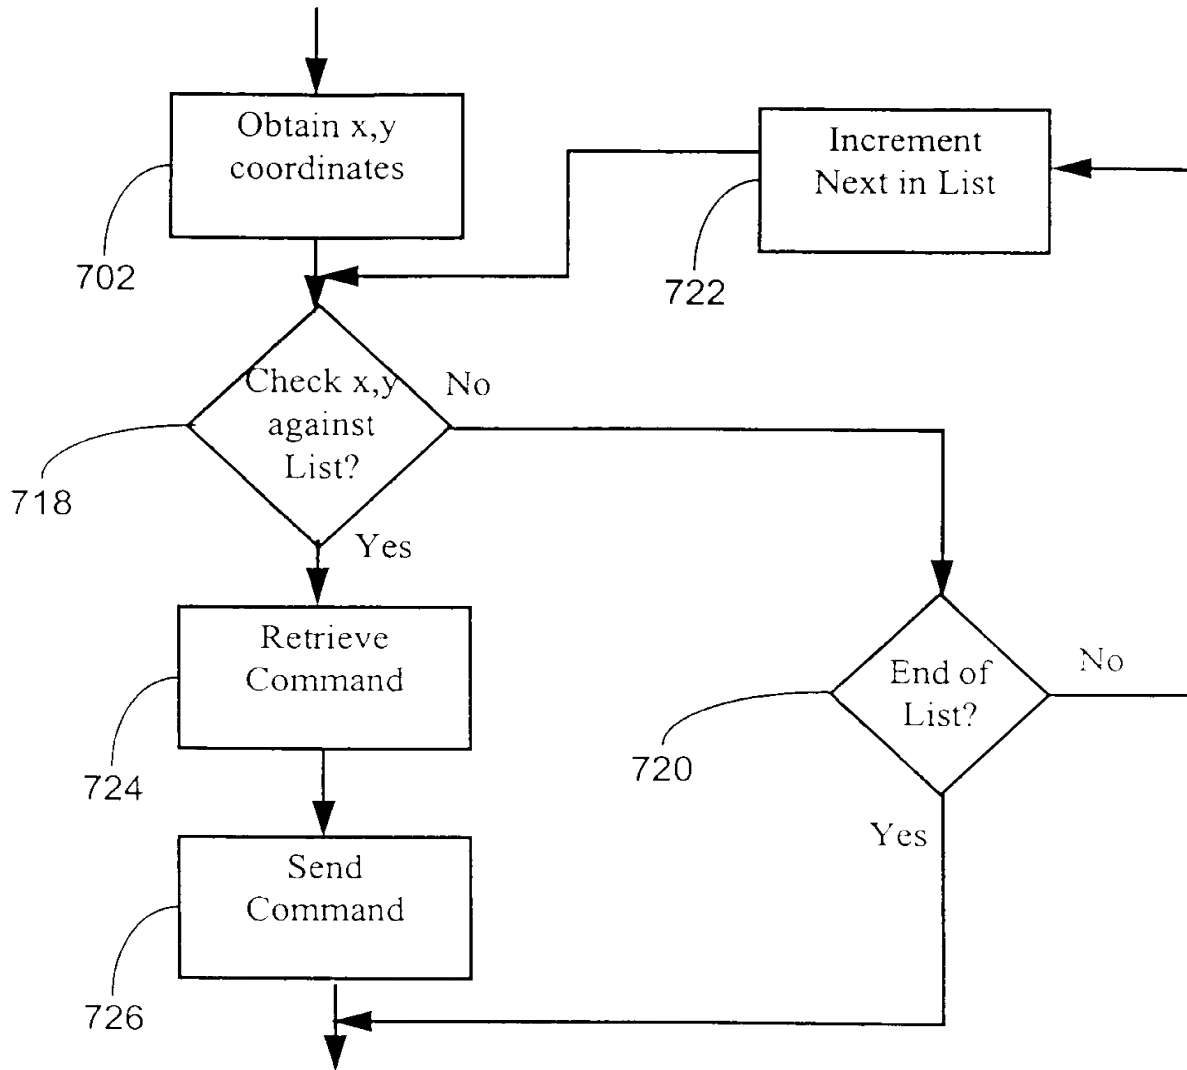 Obtain x,y
coordinates
702
Increment
Next in List
722
Check x,y
against
List?
No
718
Yes
Retrieve
Command
724
End of
List?
No
720
Yes
Send
Command
726